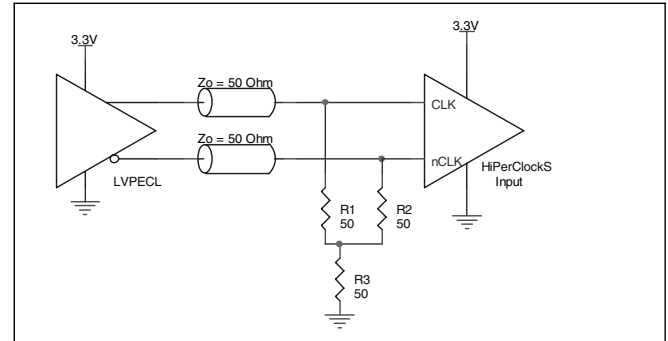 3.3V
3.3V
Zo = 50 Ohm
CLK
Zo = 50 Ohm
nCLK
HiPerClockS
Input
LVPECL
R1
50
R2
50
R3
50